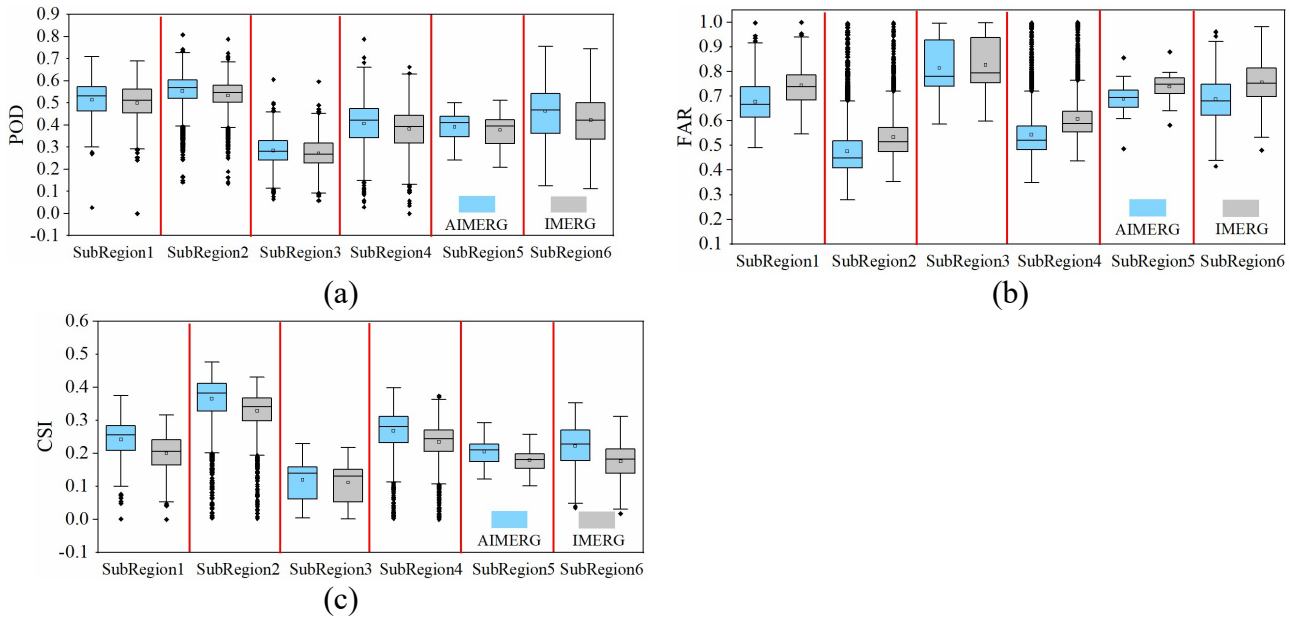 POD
0.9
0.8
0.7
0.6
0.5
0.4
0.3
0.2
0.1
0.0
-0.1
AIMERG
IMERG
SubRegion1 SubRegion2 SubRegion3 SubRegion4 SubRegion5 SubRegion6
(a)
FAR
1.0
0.9
0.8
0.7
0.6
0.5
0.4
0.3
0.2
0.1
AIMERG
IMERG
SubRegion1 SubRegion2 SubRegion3 SubRegion4 SubRegion5 SubRegion6
(b)
CSI
0.6
0.5
0.4
0.3
0.2
0.1
0.0
-0.1
AIMERG
IMERG
SubRegion1 SubRegion2 SubRegion3 SubRegion4 SubRegion5 SubRegion6
(c)